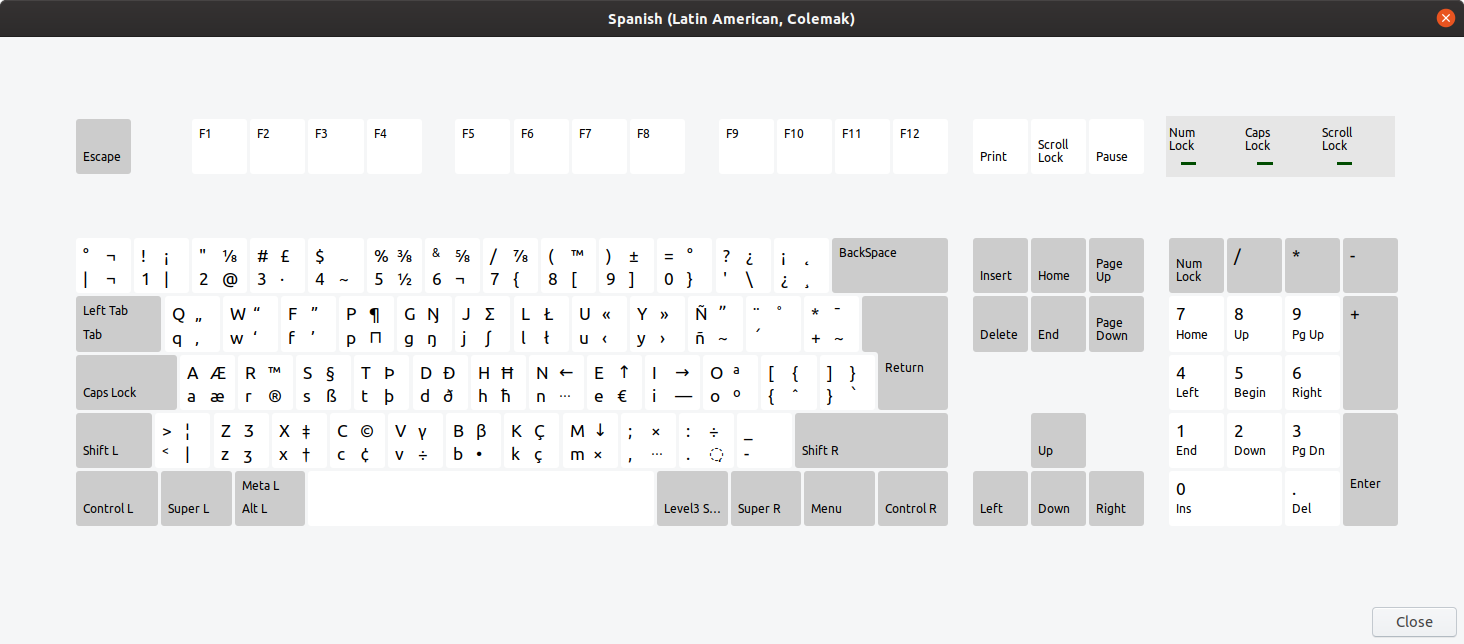 Spanish (Latin American, Colemak)
Escape F1 F2 F3 F4 F5 F6 F7 F8 F9 F10 F11 F12 Print Scroll Lock Pause Num Lock Caps Lock Scroll Lock
° ¬ ! ¡ " ⅛ # £ $ % ⅜ & ⅝ / ⅞ ( ™ ) ± = ° ? ¿ ¡ ˛ BackSpace Insert Home Page Up Num Lock / * -
| ¬ 1 | 2 @ 3 · 4 ~ 5 ½ 6 ¬ 7 { 8 [ 9 ] 0 } ' \ ¿ ¸
Left Tab Q „ W “ F ” P ¶ G Ŋ J Σ L Ł U « Y » Ñ ” ¨ ° * ¯ Delete End Page Down 7 8 9 +
Tab q ‚ w ‘ f ’ p Π g ŋ j ʃ l ł u ‹ y › ñ ~ ´ + ~ Home Up Pg Up
Caps Lock A Æ R ™ S § T Þ D Đ H Ħ N ← E ↑ I → O ª [ { ] } Return 4 5 6
a æ r ® s ß t þ d ð h ħ n … e € i — o º { ^ } ` Left Begin Right
Shift L > ¦ Z Ʒ X ‡ C © V γ B β K Ç M ↓ ; × : ÷ _ Shift R Up 1 2 3
< | z ʒ x † c ¢ v ÷ b • k ç m × , … . ◌ - End Down Pg Dn
Control L Super L Meta L Alt L Level3 S… Super R Menu Control R Left Down Right 0 . Enter
Ins Del
Close